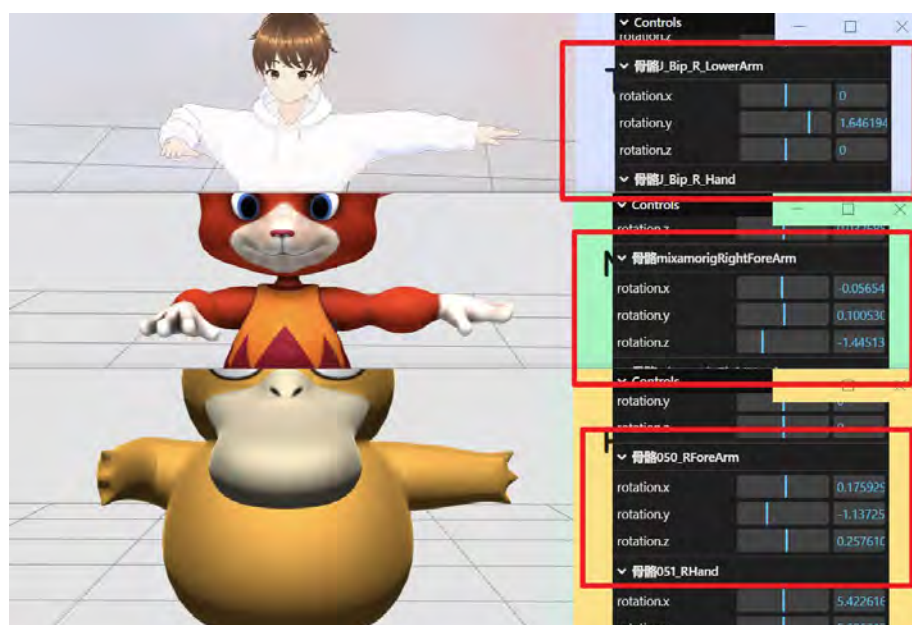 Controls
rotation.z
骨骼J_Bip_R_LowerArm
rotation.x 0
rotation.y 1.646194
rotation.z 0
骨骼J_Bip_R_Hand
Controls
骨骼mixamorigRightForeArm
rotation.x -0.05654
rotation.y 0.100530
rotation.z -1.44513
Controls
rotation.y
骨骼050_RForeArm
rotation.x 0.175929
rotation.y -1.13725
rotation.z 0.257610
骨骼051_RHand
rotation.x 5.422616